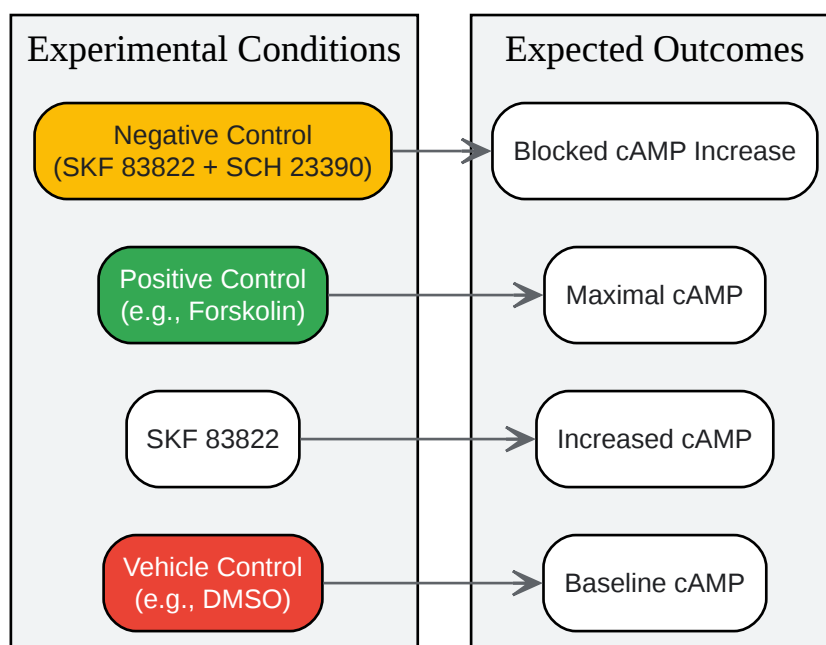 Experimental Conditions
Expected Outcomes
Negative Control
(SKF 83822 + SCH 23390)
Blocked cAMP Increase
Positive Control
(e.g., Forskolin)
Maximal cAMP
SKF 83822
Increased cAMP
Vehicle Control
(e.g., DMSO)
Baseline cAMP